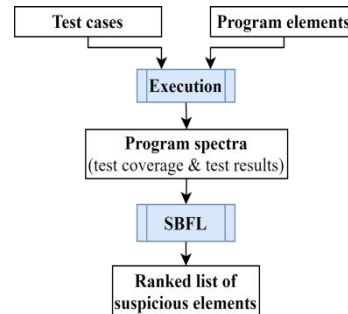 Test cases
Program elements
Execution
Program spectra
(test coverage & test results)
SBFL
Ranked list of
suspicious elements